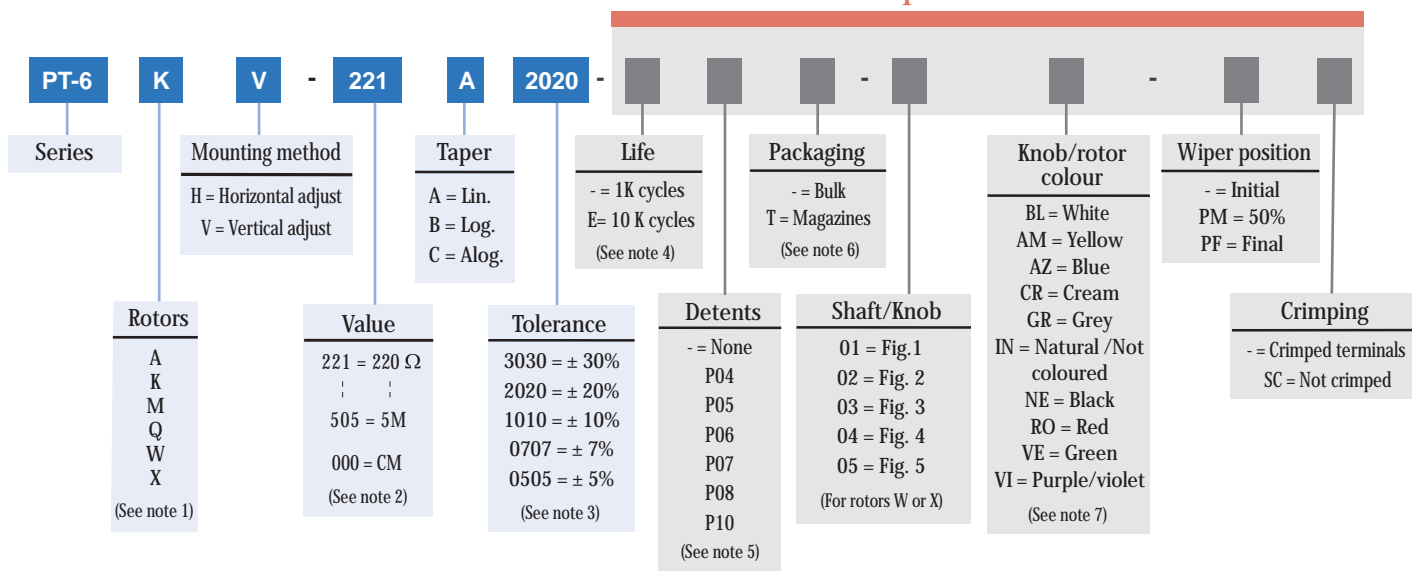 PT-6 K V - 221 A 2020 - - -
Series
Mounting method
H = Horizontal adjust
V = Vertical adjust
Taper
A = Lin.
B = Log.
C = Alog.
Life
- = 1K cycles
E= 10 K cycles
(See note 4)
Packaging
- = Bulk
T = Magazines
(See note 6)
Knob/rotor
colour
BL = White
AM = Yellow
AZ = Blue
CR = Cream
GR = Grey
IN = Natural /Not
coloured
NE = Black
RO = Red
VE = Green
VI = Purple/violet
(See note 7)
Wiper position
- = Initial
PM = 50%
PF = Final
Rotors
A
K
M
Q
W
X
(See note 1)
Value
221 = 220 Ω
505 = 5M
000 = CM
(See note 2)
Tolerance
3030 = ± 30%
2020 = ± 20%
1010 = ± 10%
0707 = ± 7%
0505 = ± 5%
(See note 3)
Detents
- = None
P04
P05
P06
P07
P08
P10
(See note 5)
Shaft/Knob
01 = Fig.1
02 = Fig. 2
03 = Fig. 3
04 = Fig. 4
05 = Fig. 5
(For rotors W or X)
Crimping
- = Crimped terminals
SC = Not crimped